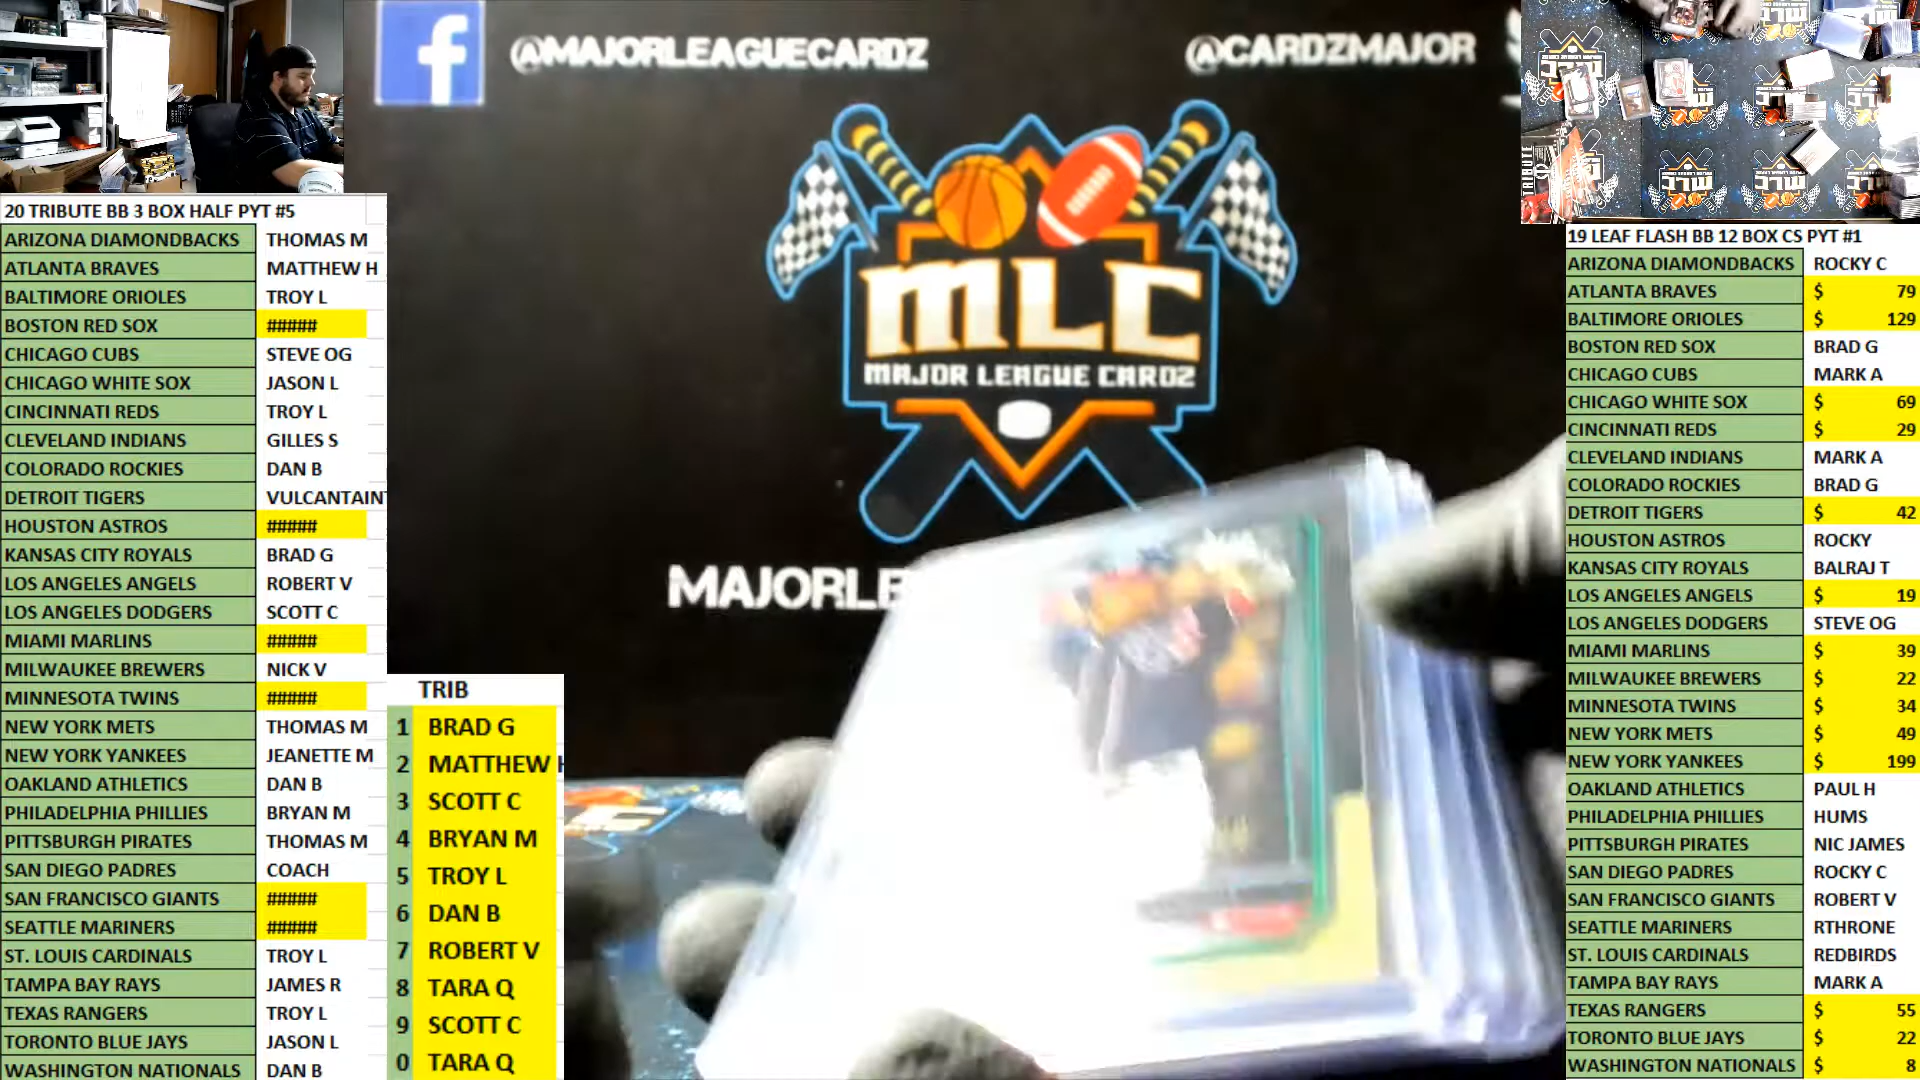 @MAJORLEAGUECARDZ
@CARDZMAJOR
MLC
MAJOR LEAGUE CARDZ
MAJORLE
20 TRIBUTE BB 3 BOX HALF PYT #5
ARIZONA DIAMONDBACKS THOMAS M
ATLANTA BRAVES MATTHEW H
BALTIMORE ORIOLES TROY L
BOSTON RED SOX #####
CHICAGO CUBS STEVE OG
CHICAGO WHITE SOX JASON L
CINCINNATI REDS TROY L
CLEVELAND INDIANS GILLES S
COLORADO ROCKIES DAN B
DETROIT TIGERS VULCANTAINT
HOUSTON ASTROS #####
KANSAS CITY ROYALS BRAD G
LOS ANGELES ANGELS ROBERT V
LOS ANGELES DODGERS SCOTT C
MIAMI MARLINS #####
MILWAUKEE BREWERS NICK V
MINNESOTA TWINS #####
NEW YORK METS THOMAS M
NEW YORK YANKEES JEANETTE M
OAKLAND ATHLETICS DAN B
PHILADELPHIA PHILLIES BRYAN M
PITTSBURGH PIRATES THOMAS M
SAN DIEGO PADRES COACH
SAN FRANCISCO GIANTS #####
SEATTLE MARINERS #####
ST. LOUIS CARDINALS TROY L
TAMPA BAY RAYS JAMES R
TEXAS RANGERS TROY L
TORONTO BLUE JAYS JASON L
WASHINGTON NATIONALS DAN B
TRIB
1 BRAD G
2 MATTHEW H
3 SCOTT C
4 BRYAN M
5 TROY L
6 DAN B
7 ROBERT V
8 TARA Q
9 SCOTT C
0 TARA Q
TRIBUTE
19 LEAF FLASH BB 12 BOX CS PYT #1
ARIZONA DIAMONDBACKS ROCKY C
ATLANTA BRAVES $ 79
BALTIMORE ORIOLES $ 129
BOSTON RED SOX BRAD G
CHICAGO CUBS MARK A
CHICAGO WHITE SOX $ 69
CINCINNATI REDS $ 29
CLEVELAND INDIANS MARK A
COLORADO ROCKIES BRAD G
DETROIT TIGERS $ 42
HOUSTON ASTROS ROCKY
KANSAS CITY ROYALS BALRAJ T
LOS ANGELES ANGELS $ 19
LOS ANGELES DODGERS STEVE OG
MIAMI MARLINS $ 39
MILWAUKEE BREWERS $ 22
MINNESOTA TWINS $ 34
NEW YORK METS $ 49
NEW YORK YANKEES $ 199
OAKLAND ATHLETICS PAUL H
PHILADELPHIA PHILLIES HUMS
PITTSBURGH PIRATES NIC JAMES
SAN DIEGO PADRES ROCKY C
SAN FRANCISCO GIANTS ROBERT V
SEATTLE MARINERS RTHRONE
ST. LOUIS CARDINALS REDBIRDS
TAMPA BAY RAYS MARK A
TEXAS RANGERS $ 55
TORONTO BLUE JAYS $ 22
WASHINGTON NATIONALS $ 8